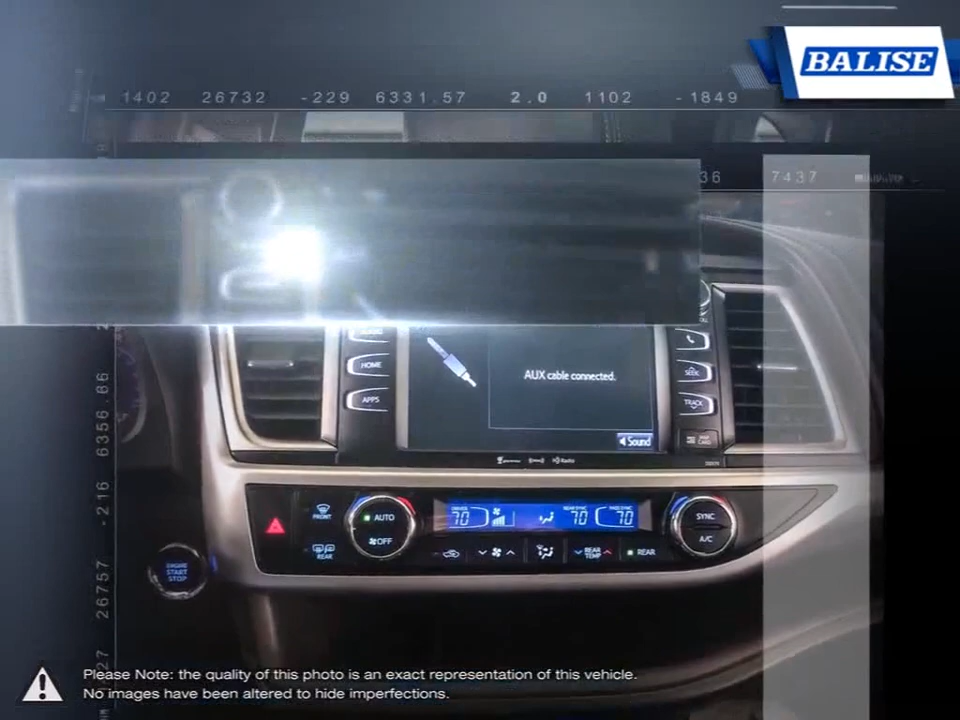 BALISE
1402 26732 -229 6331.57 2.0 1102 -1849
36 7437
HOME
APPS
AUX cable connected.
Sound
SEEK
TRACK
6356.66
-216
26757
FRONT
REAR
AUTO
OFF
70
70
70
SYNC
A/C
REAR TEMP
REAR
ENGINE
START
STOP
Please Note: the quality of this photo is an exact representation of this vehicle.
No images have been altered to hide imperfections.